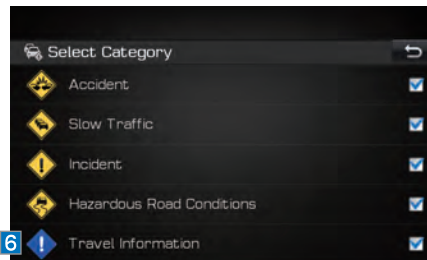 Select Category
Accident
Slow Traffic
Incident
Hazardous Road Conditions
6 Travel Information